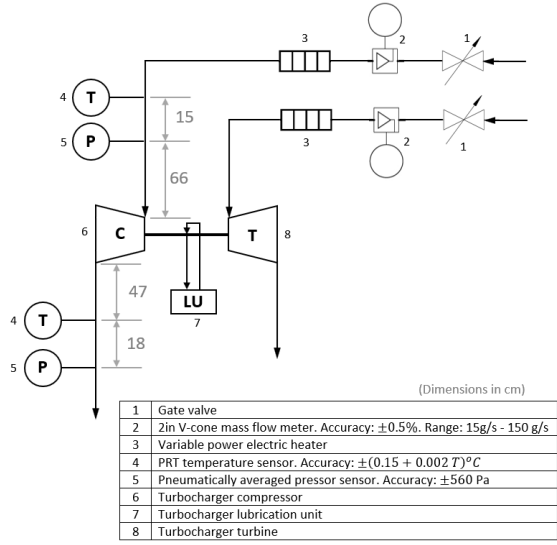 3
2
1
4
T
15
3
2
1
5
P
66
6
C
T
8
47
LU
7
4
T
18
5
P
(Dimensions in cm)
1 Gate valve
2 2in V-cone mass flow meter. Accuracy: ±0.5%. Range: 15g/s - 150 g/s
3 Variable power electric heater
4 PRT temperature sensor. Accuracy: ±(0.15 + 0.002 T)°C
5 Pneumatically averaged pressor sensor. Accuracy: ±560 Pa
6 Turbocharger compressor
7 Turbocharger lubrication unit
8 Turbocharger turbine